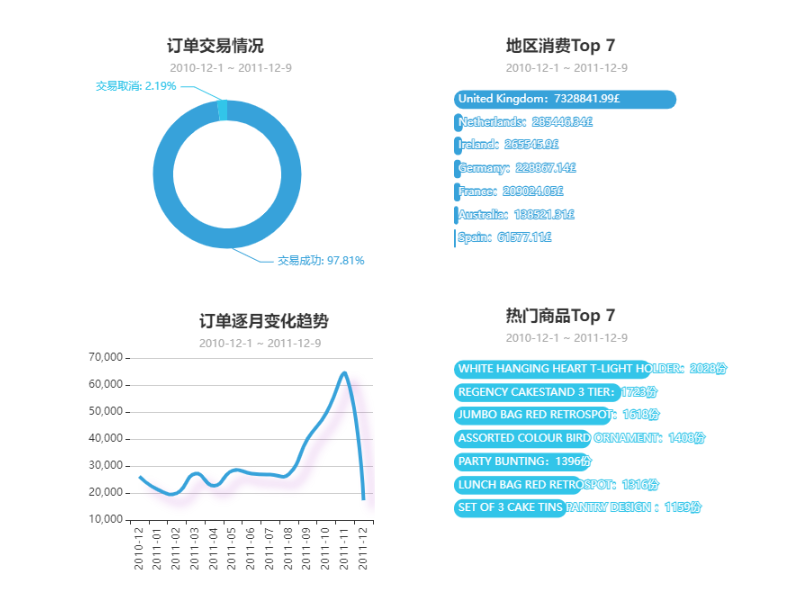 订单交易情况
2010-12-1 ~ 2011-12-9
交易取消: 2.19%
交易成功: 97.81%
地区消费Top 7
2010-12-1 ~ 2011-12-9
United Kingdom: 7328841.99£
Netherlands: 285446.34£
Ireland: 265545.9£
Germany: 228867.14£
France: 209024.05£
Australia: 138521.31£
Spain: 61577.11£
订单逐月变化趋势
2010-12-1 ~ 2011-12-9
70,000
60,000
50,000
40,000
30,000
20,000
10,000
2010-12
2011-01
2011-02
2011-03
2011-04
2011-05
2011-06
2011-07
2011-08
2011-09
2011-10
2011-11
2011-12
热门商品Top 7
2010-12-1 ~ 2011-12-9
WHITE HANGING HEART T-LIGHT HOLDER: 2028份
REGENCY CAKESTAND 3 TIER: 1723份
JUMBO BAG RED RETROSPOT: 1618份
ASSORTED COLOUR BIRD ORNAMENT: 1408份
PARTY BUNTING: 1396份
LUNCH BAG RED RETROSPOT: 1316份
SET OF 3 CAKE TINS PANTRY DESIGN : 1159份